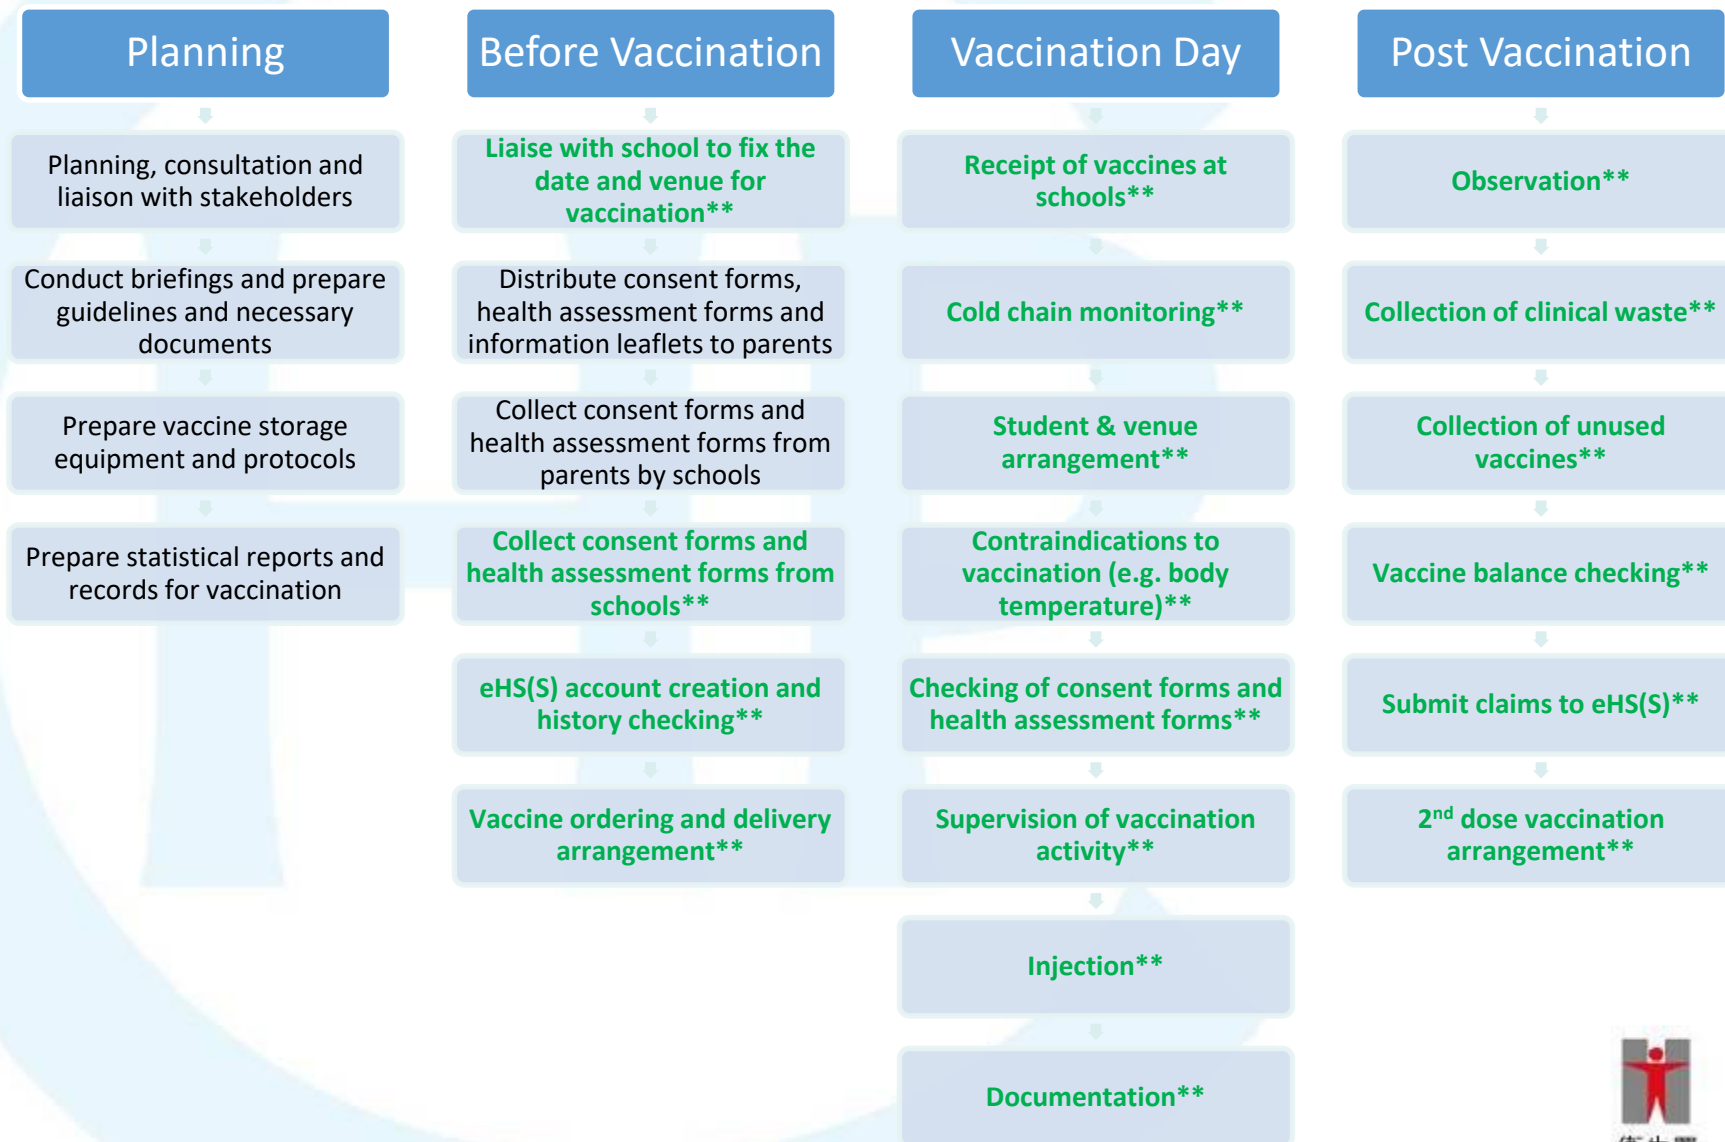 Planning
Planning, consultation and
liaison with stakeholders
Conduct briefings and prepare
guidelines and necessary
documents
Prepare vaccine storage
equipment and protocols
Prepare statistical reports and
records for vaccination
Before Vaccination
Liaise with school to fix the
date and venue for
vaccination**
Distribute consent forms,
health assessment forms and
information leaflets to parents
Collect consent forms and
health assessment forms from
parents by schools
Collect consent forms and
health assessment forms from
schools**
eHS(S) account creation and
history checking**
Vaccine ordering and delivery
arrangement**
Vaccination Day
Receipt of vaccines at
schools**
Cold chain monitoring**
Student & venue
arrangement**
Contraindications to
vaccination (e.g. body
temperature)**
Checking of consent forms and
health assessment forms**
Supervision of vaccination
activity**
Injection**
Documentation**
Post Vaccination
Observation**
Collection of clinical waste**
Collection of unused
vaccines**
Vaccine balance checking**
Submit claims to eHS(S)**
2nd dose vaccination
arrangement**